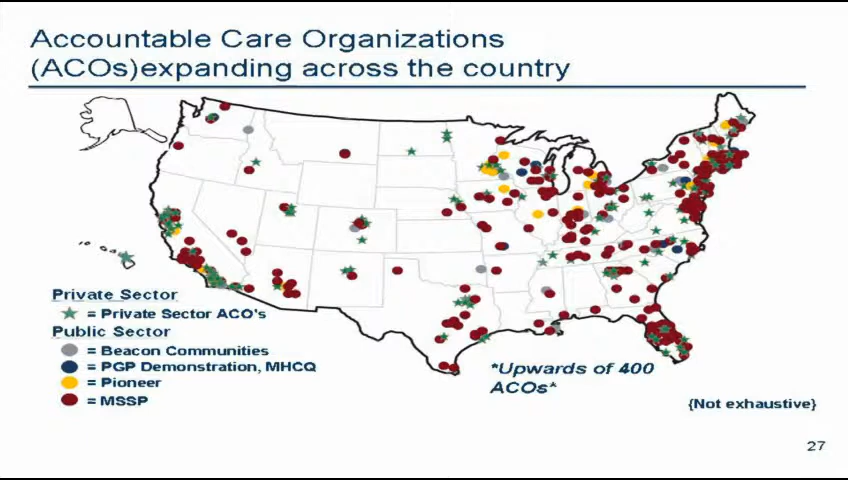 Accountable Care Organizations
(ACOs)expanding across the country
Private Sector
= Private Sector ACO's
Public Sector
= Beacon Communities
= PGP Demonstration, MHCQ
= Pioneer
= MSSP
*Upwards of 400
ACOs*
{Not exhaustive}
27